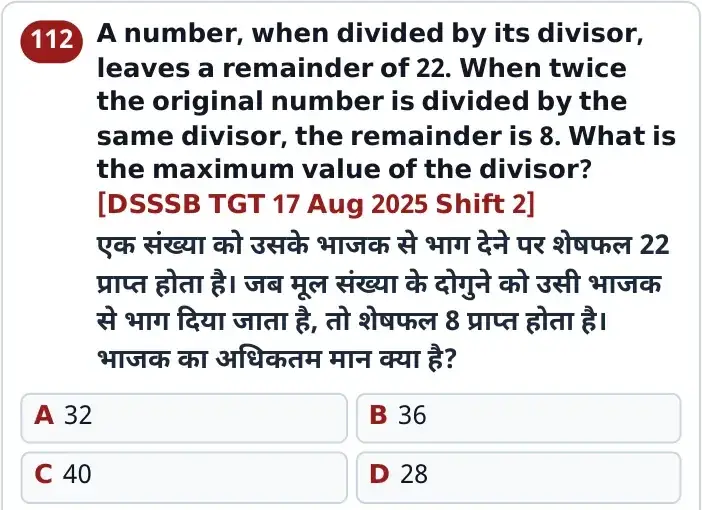 112 A number, when divided by its divisor,
leaves a remainder of 22. When twice
the original number is divided by the
same divisor, the remainder is 8. What is
the maximum value of the divisor?
[DSSSB TGT 17 Aug 2025 Shift 2]
एक संख्या को उसके भाजक से भाग देने पर शेषफल 22
प्राप्त होता है। जब मूल संख्या के दोगुने को उसी भाजक
से भाग दिया जाता है, तो शेषफल 8 प्राप्त होता है।
भाजक का अधिकतम मान क्या है?
A 32
B 36
C 40
D 28